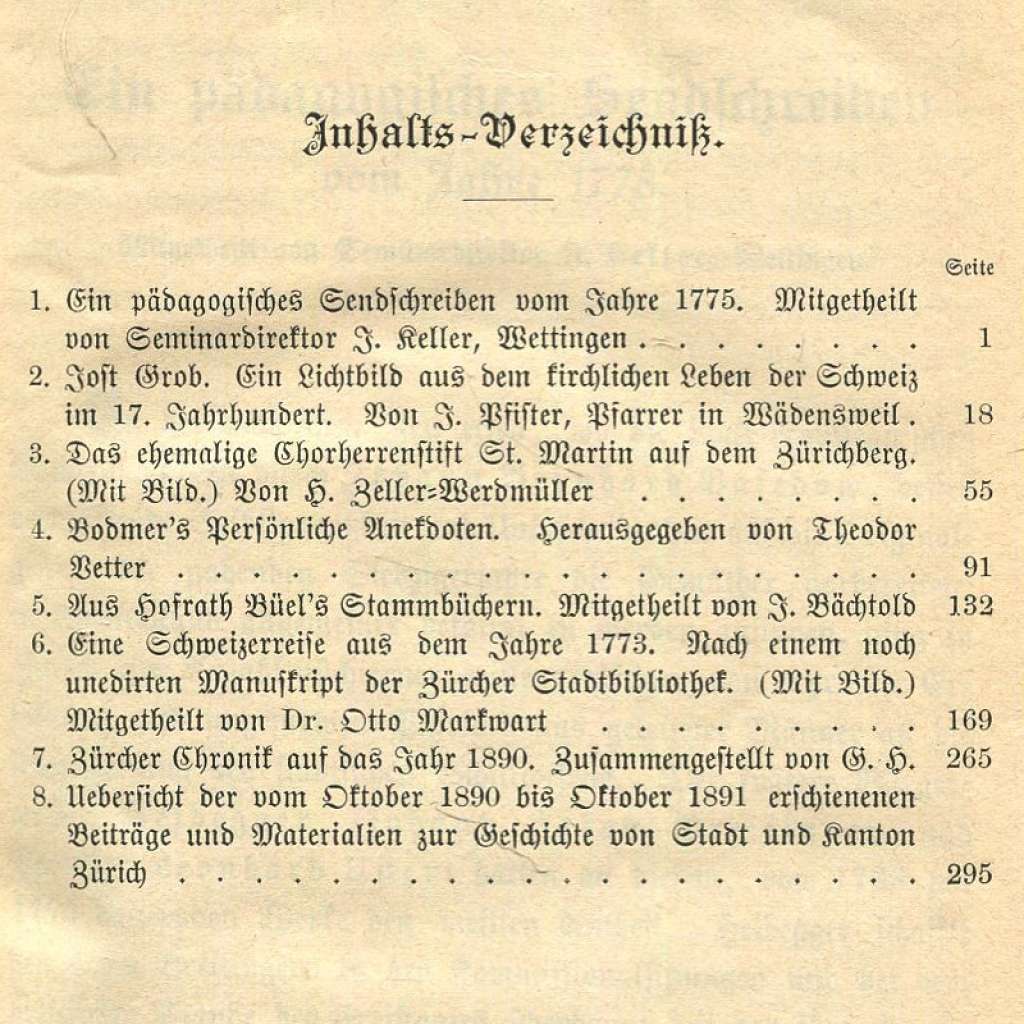 Inhalts-Verzeichniß.
Seite
1. Ein pädagogisches Sendschreiben vom Jahre 1775. Mitgetheilt
von Seminardirektor J. Keller, Wettingen . . . . . . . . 1
2. Jost Grob. Ein Lichtbild aus dem kirchlichen Leben der Schweiz
im 17. Jahrhundert. Von J. Pfister, Pfarrer in Wädensweil . 18
3. Das ehemalige Chorherrenstift St. Martin auf dem Zürichberg.
(Mit Bild.) Von H. Zeller-Werdmüller . . . . . . . . 55
4. Bodmer's Persönliche Anekdoten. Herausgegeben von Theodor
Vetter . . . . . . . . . . . . . . . . . . . . 91
5. Aus Hofrath Büel's Stammbüchern. Mitgetheilt von J. Bächtold 132
6. Eine Schweizerreise aus dem Jahre 1773. Nach einem noch
unedirten Manuskript der Zürcher Stadtbibliothek. (Mit Bild.)
Mitgetheilt von Dr. Otto Markwart . . . . . . . . . 169
7. Zürcher Chronik auf das Jahr 1890. Zusammengestellt von G. H. 265
8. Uebersicht der vom Oktober 1890 bis Oktober 1891 erschienenen
Beiträge und Materialien zur Geschichte von Stadt und Kanton
Zürich . . . . . . . . . . . . . . . . . . . . 295